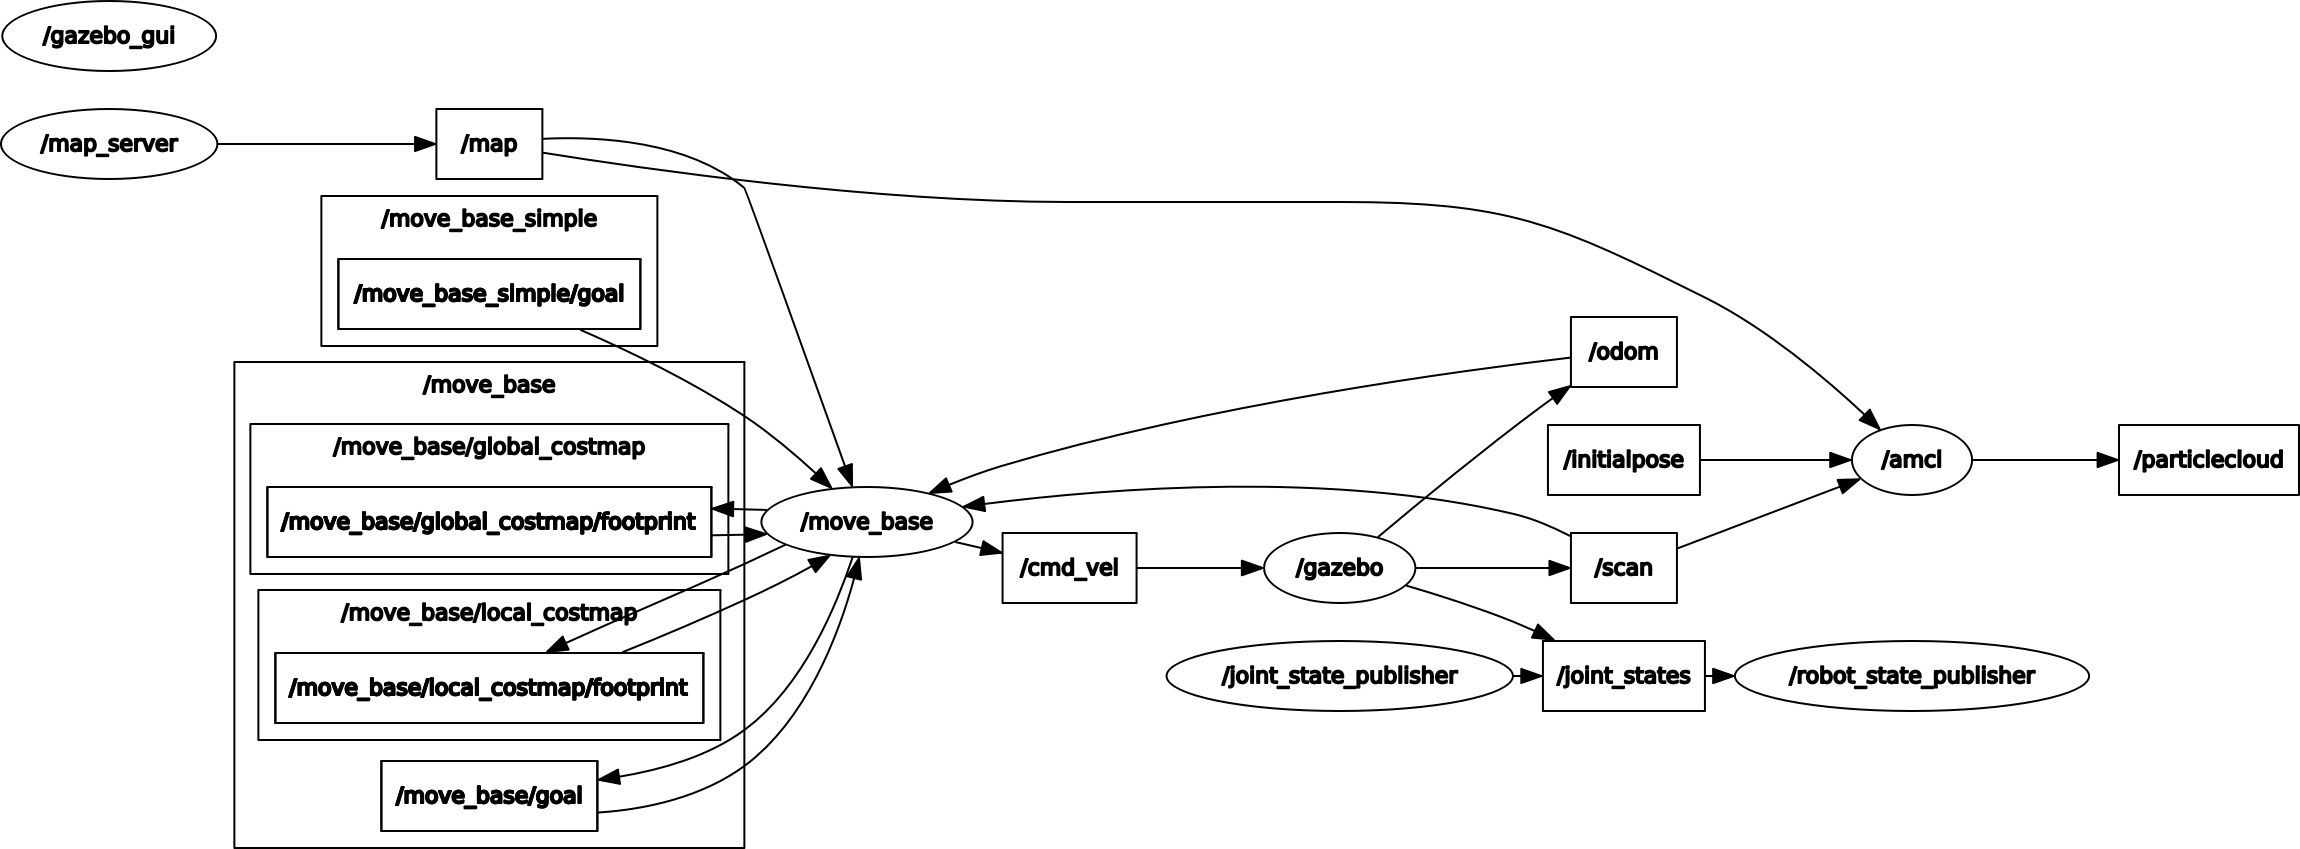 /gazebo_gui
/map_server
/map
/move_base_simple
/move_base_simple/goal
/move_base
/move_base/global_costmap
/move_base/global_costmap/footprint
/move_base/local_costmap
/move_base/local_costmap/footprint
/move_base/goal
/move_base
/cmd_vel
/gazebo
/joint_state_publisher
/odom
/initialpose
/scan
/joint_states
/amcl
/robot_state_publisher
/particlecloud